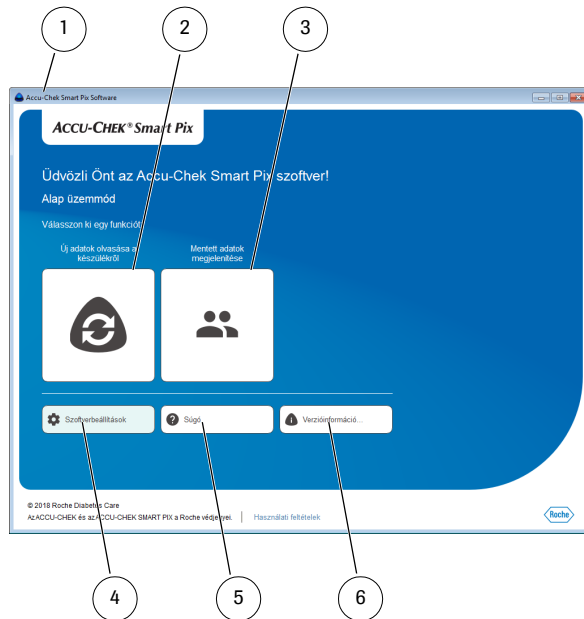 1
2
3
Accu-Chek Smart Pix Software
ACCU-CHEK® Smart Pix
Üdvözli Önt az Accu-Chek Smart Pix szoftver!
Alap üzemmód
Válasszon ki egy funkciót
Új adatok olvasása a
készülékről
Mentett adatok
megjelenítése
Szoftverbeállítások
Súgó
Verzióinformáció...
© 2018 Roche Diabetes Care
Az ACCU-CHEK és az ACCU-CHEK SMART PIX a Roche védjegyei.
Használati feltételek
Roche
4
5
6